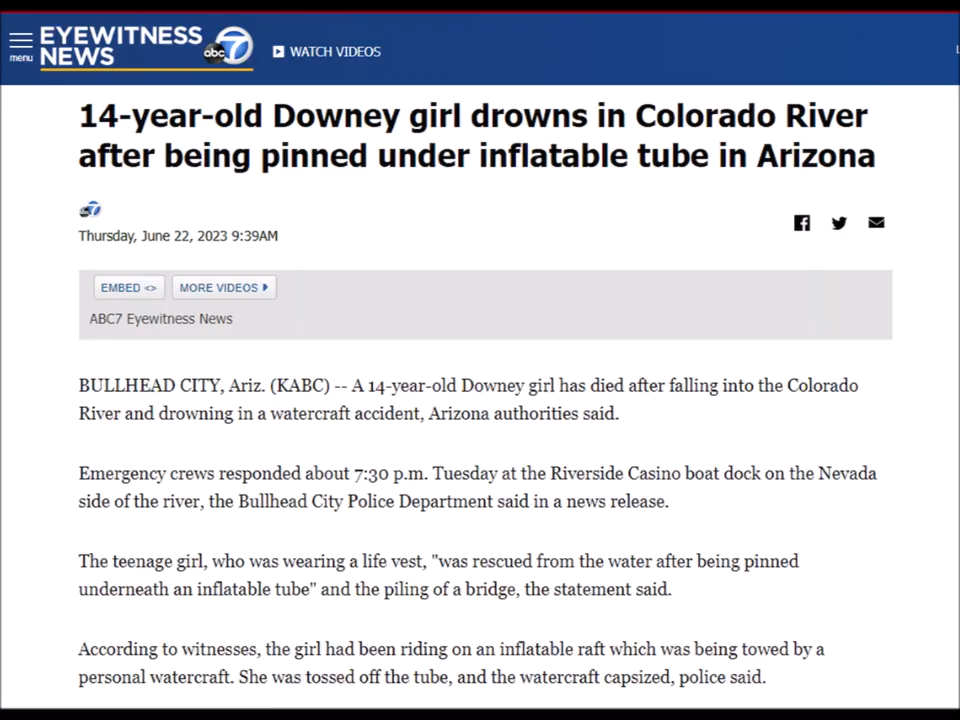 EYEWITNESS
NEWS
menu
abc 7
WATCH VIDEOS
14-year-old Downey girl drowns in Colorado River
after being pinned under inflatable tube in Arizona
Thursday, June 22, 2023 9:39AM
EMBED <> MORE VIDEOS
ABC7 Eyewitness News
BULLHEAD CITY, Ariz. (KABC) -- A 14-year-old Downey girl has died after falling into the Colorado
River and drowning in a watercraft accident, Arizona authorities said.
Emergency crews responded about 7:30 p.m. Tuesday at the Riverside Casino boat dock on the Nevada
side of the river, the Bullhead City Police Department said in a news release.
The teenage girl, who was wearing a life vest, "was rescued from the water after being pinned
underneath an inflatable tube" and the piling of a bridge, the statement said.
According to witnesses, the girl had been riding on an inflatable raft which was being towed by a
personal watercraft. She was tossed off the tube, and the watercraft capsized, police said.